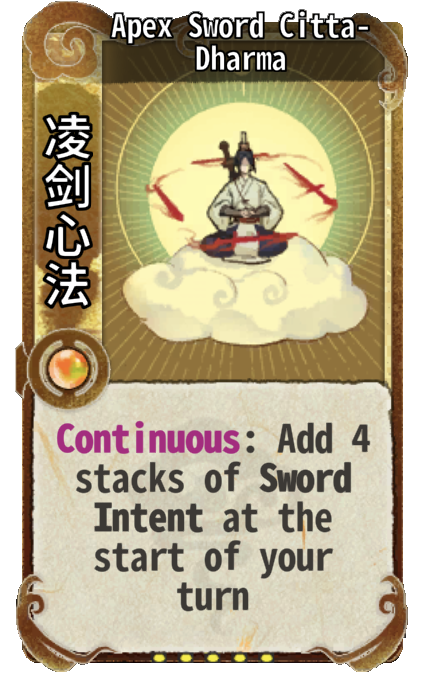 Apex Sword Citta-
Dharma
凌剑心法
Continuous: Add 4
stacks of Sword
Intent at the
start of your
turn